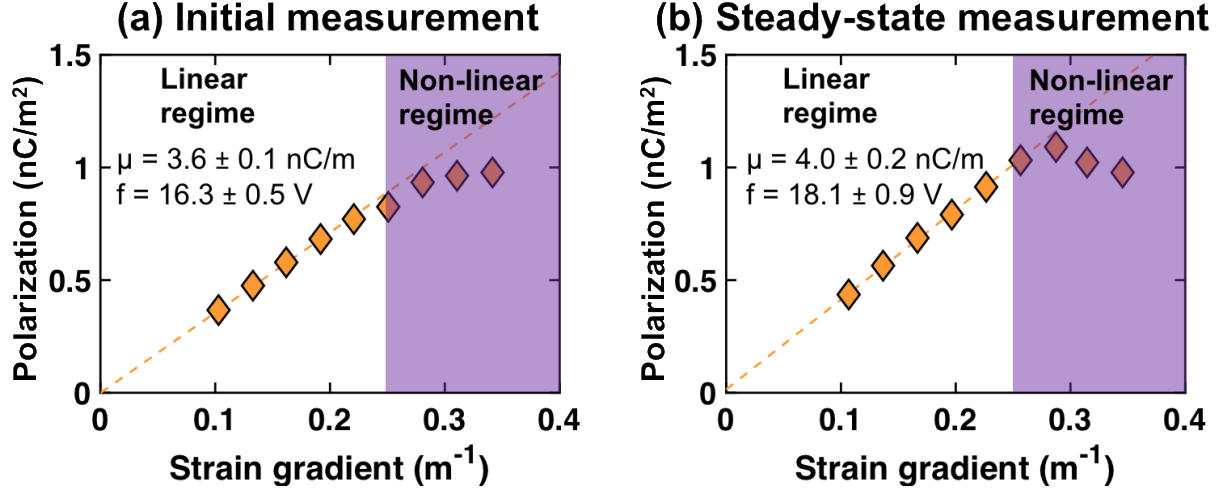 (a) Initial measurement
Polarization (nC/m²)
1.5
1
0.5
0
Linear
regime
Non-linear
regime
μ = 3.6 ± 0.1 nC/m
f = 16.3 ± 0.5 V
0
0.1
0.2
0.3
0.4
Strain gradient (m⁻¹)
(b) Steady-state measurement
Polarization (nC/m²)
1.5
1
0.5
0
Linear
regime
Non-linear
regime
μ = 4.0 ± 0.2 nC/m
f = 18.1 ± 0.9 V
0
0.1
0.2
0.3
0.4
Strain gradient (m⁻¹)